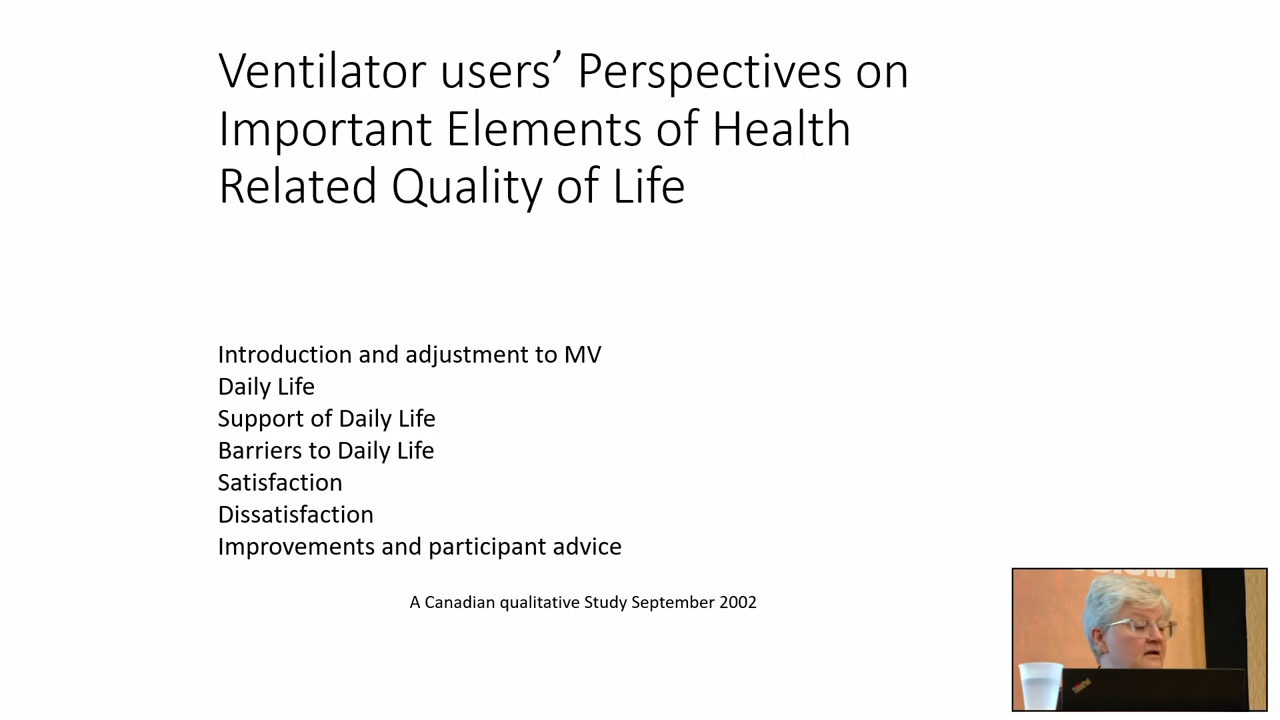 Ventilator users’ Perspectives on
Important Elements of Health
Related Quality of Life
Introduction and adjustment to MV
Daily Life
Support of Daily Life
Barriers to Daily Life
Satisfaction
Dissatisfaction
Improvements and participant advice
A Canadian qualitative Study September 2002